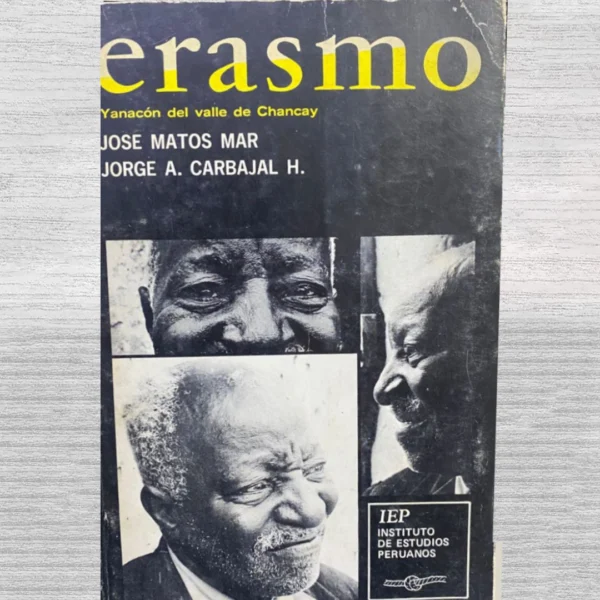 erasmo
Yanacón del valle de Chancay
JOSE MATOS MAR
JORGE A. CARBAJAL H.
IEP
INSTITUTO
DE ESTUDIOS
PERUANOS